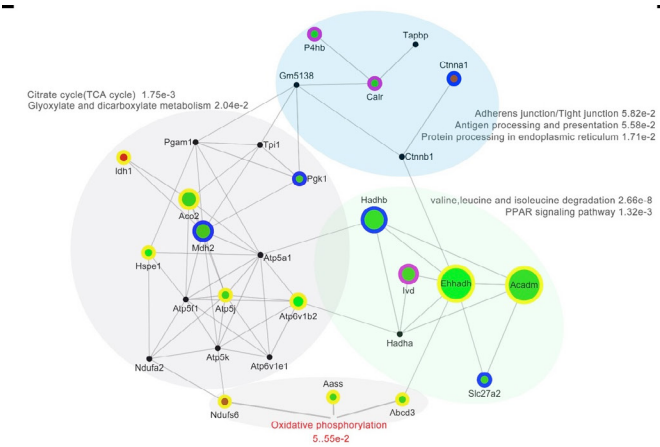 P4hb
Tapbp
Ctnna1
Gm5138
Calr
Citrate cycle(TCA cycle) 1.75e-3
Glyoxylate and dicarboxylate metabolism 2.04e-2
Adherens junction/Tight junction 5.82e-2
Antigen processing and presentation 5.58e-2
Protein processing in endoplasmic reticulum 1.71e-2
Pgam1
Tpi1
Ctnnb1
Idh1
Pgk1
valine,leucine and isoleucine degradation 2.66e-8
PPAR signaling pathway 1.32e-3
Hadhb
Aco2
Mdh2
Hspe1
Atp5a1
Ivd
Ehhadh
Acadm
Atp5f1
Atp5j
Atp6v1b2
Hadha
Ndufa2
Atp5k
Atp6v1e1
Slc27a2
Aass
Ndufs6
Abcd3
Oxidative phosphorylation
5..55e-2